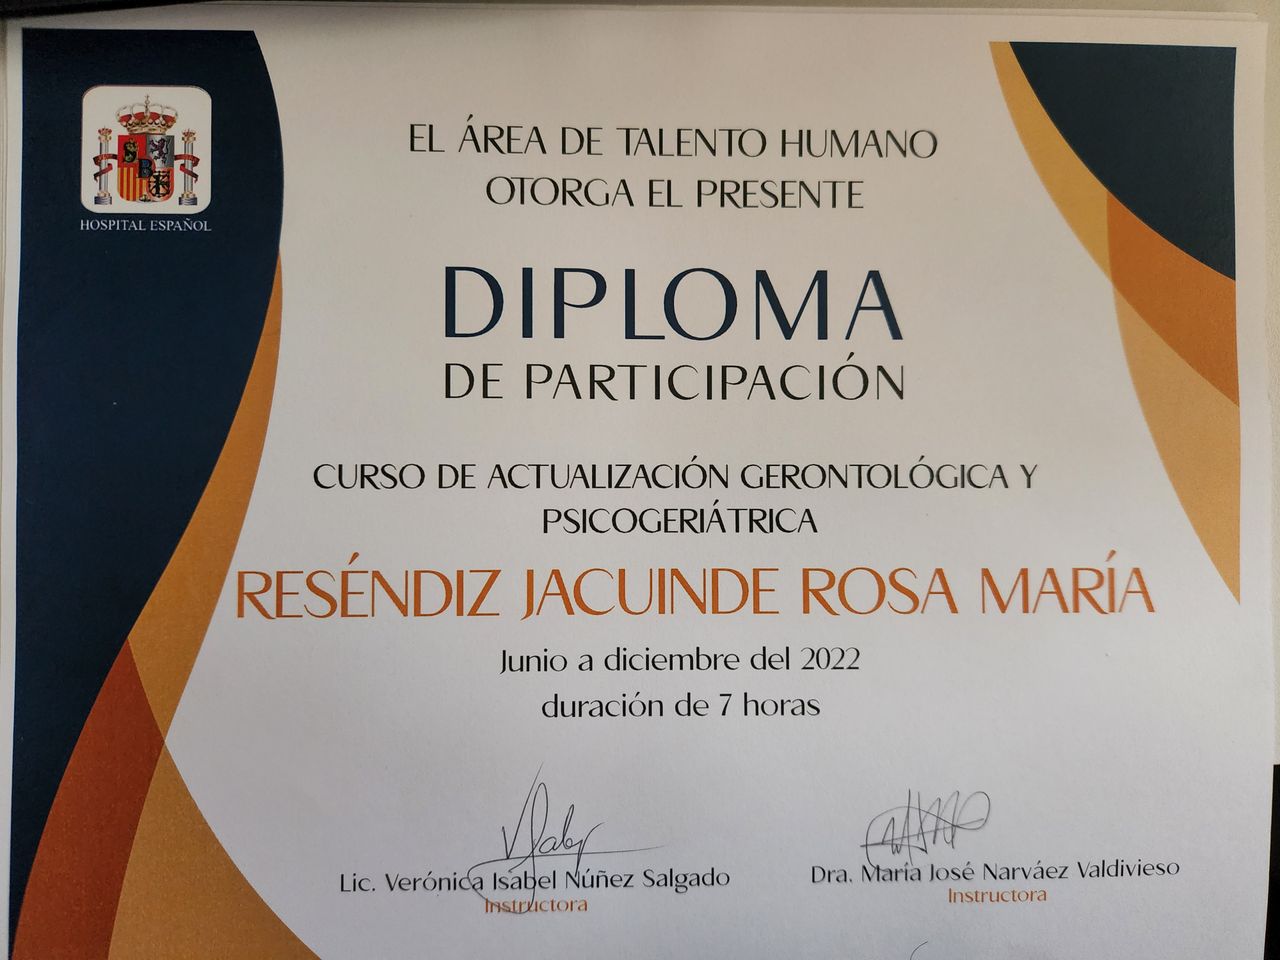 HOSPITAL ESPAÑOL
EL ÁREA DE TALENTO HUMANO
OTORGA EL PRESENTE
DIPLOMA
DE PARTICIPACIÓN
CURSO DE ACTUALIZACIÓN GERONTOLÓGICA Y
PSICOGERIÁTRICA
RESÉNDIZ JACUINDE ROSA MARÍA
Junio a diciembre del 2022
duración de 7 horas
Lic. Verónica Isabel Núñez Salgado
Instructora
Dra. María José Narváez Valdivieso
Instructora